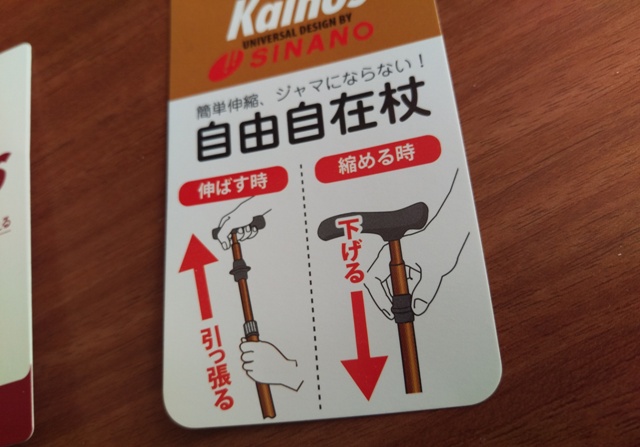 Kainos
UNIVERSAL DESIGN BY
SINANO
簡単伸縮、ジャマにならない！
自由自在杖
伸ばす時
縮める時
下げる
引っ張る